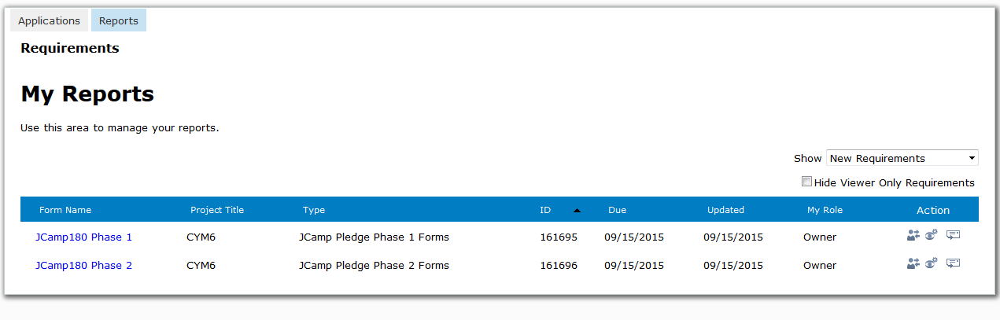 Applications Reports
Requirements
My Reports
Use this area to manage your reports.
Show New Requirements
Hide Viewer Only Requirements
Form Name Project Title Type ID Due Updated My Role Action
JCamp180 Phase 1 CYM6 JCamp Pledge Phase 1 Forms 161695 09/15/2015 09/15/2015 Owner
JCamp180 Phase 2 CYM6 JCamp Pledge Phase 2 Forms 161696 09/15/2015 09/15/2015 Owner